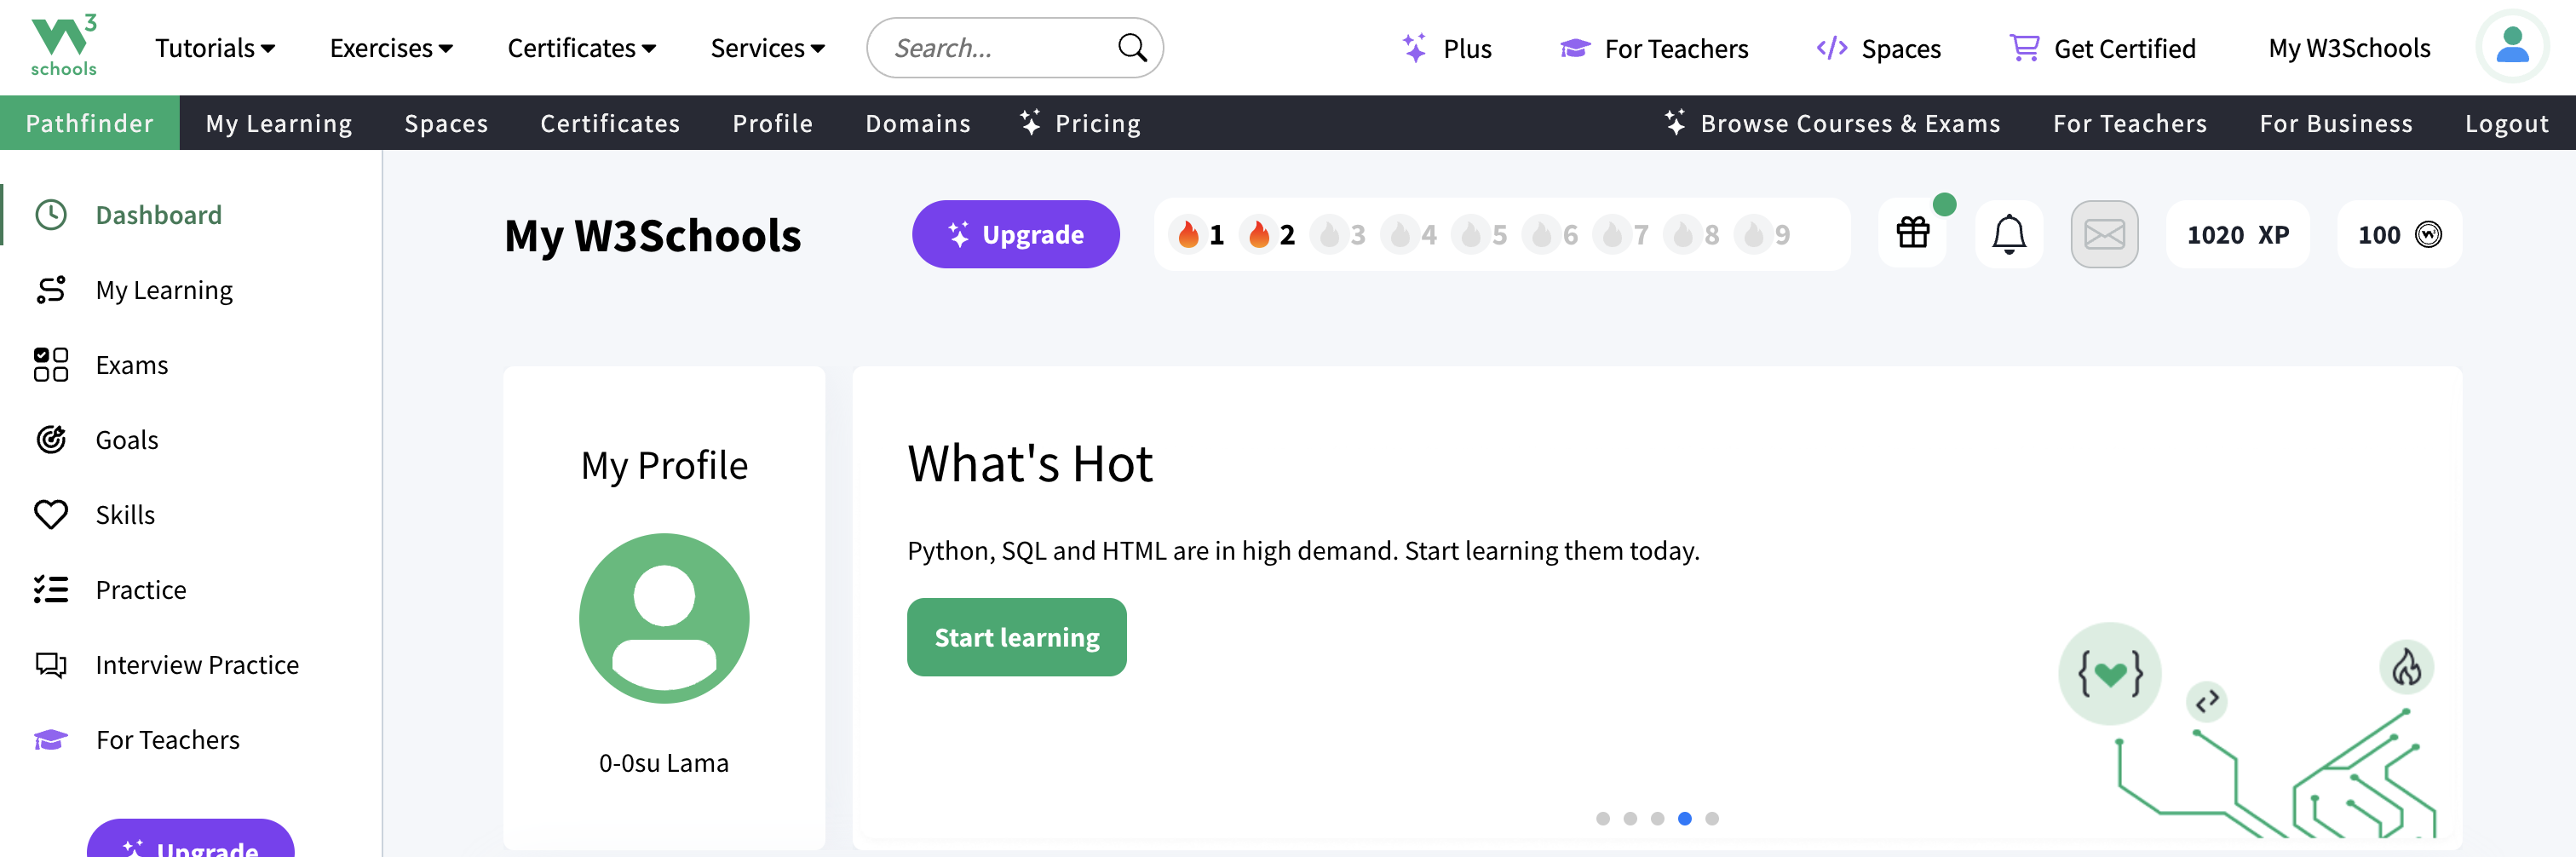 3
schools
Tutorials
Exercises
Certificates
Services
Search...
Plus
For Teachers
Spaces
Get Certified
My W3Schools
Pathfinder
My Learning
Spaces
Certificates
Profile
Domains
Pricing
Browse Courses & Exams
For Teachers
For Business
Logout
Dashboard
My Learning
Exams
Goals
Skills
Practice
Interview Practice
For Teachers
Upgrade
My W3Schools
Upgrade
1 2 3 4 5 6 7 8 9
1020 XP
100
My Profile
0-0su Lama
What's Hot
Python, SQL and HTML are in high demand. Start learning them today.
Start learning